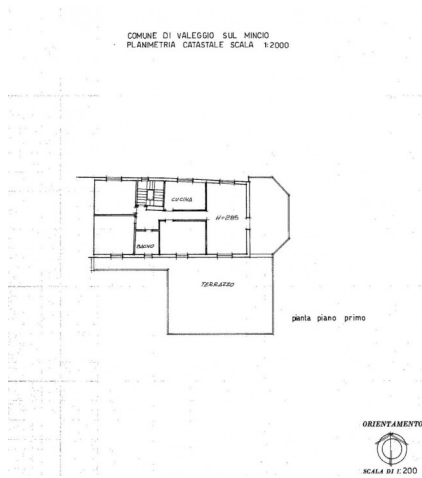 COMUNE DI VALEGGIO SUL MINCIO
PLANIMETRIA CATASTALE SCALA 1:2000
CUCINA
H=285
BAGNO
TERRAZZO
pianta piano primo
ORIENTAMENTO
SCALA DI 1:200